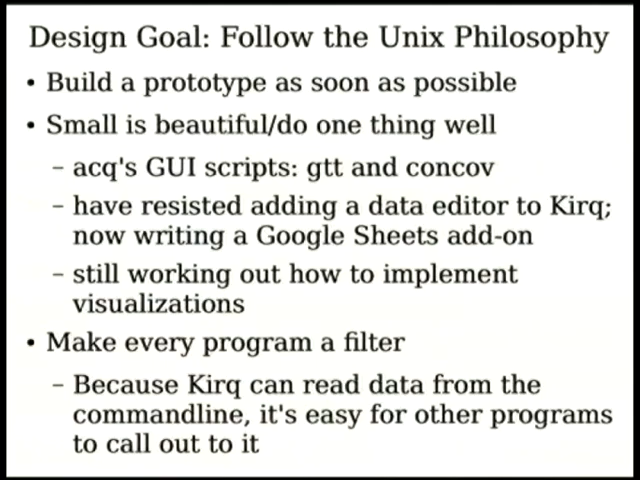 Design Goal: Follow the Unix Philosophy
• Build a prototype as soon as possible
• Small is beautiful/do one thing well
– acq's GUI scripts: gtt and concov
– have resisted adding a data editor to Kirq;
now writing a Google Sheets add-on
– still working out how to implement
visualizations
• Make every program a filter
– Because Kirq can read data from the
commandline, it's easy for other programs
to call out to it